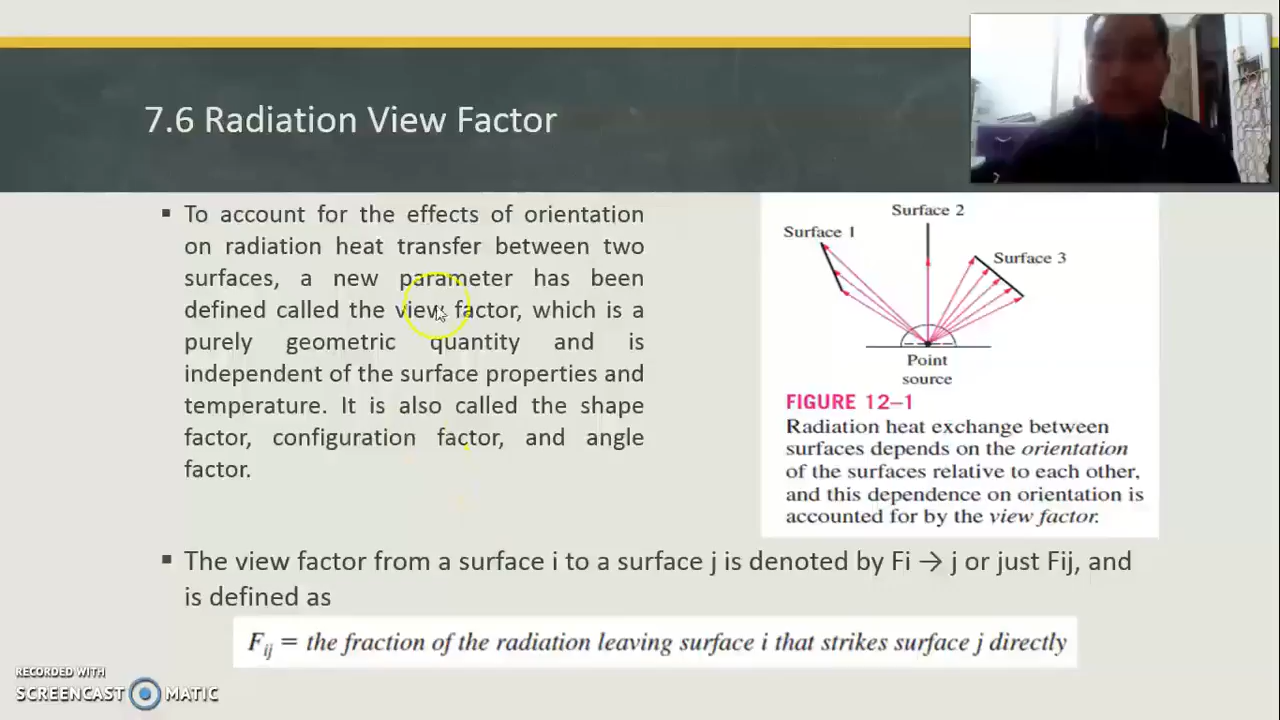 7.6 Radiation View Factor
▪ To account for the effects of orientation
on radiation heat transfer between two
surfaces, a new parameter has been
defined called the view factor, which is a
purely geometric quantity and is
independent of the surface properties and
temperature. It is also called the shape
factor, configuration factor, and angle
factor.
Surface 2
Surface 1
Surface 3
Point
source
FIGURE 12–1
Radiation heat exchange between
surfaces depends on the orientation
of the surfaces relative to each other,
and this dependence on orientation is
accounted for by the view factor.
▪ The view factor from a surface i to a surface j is denoted by Fi → j or just Fij, and
is defined as
Fij = the fraction of the radiation leaving surface i that strikes surface j directly
RECORDED WITH
SCREENCAST MATIC